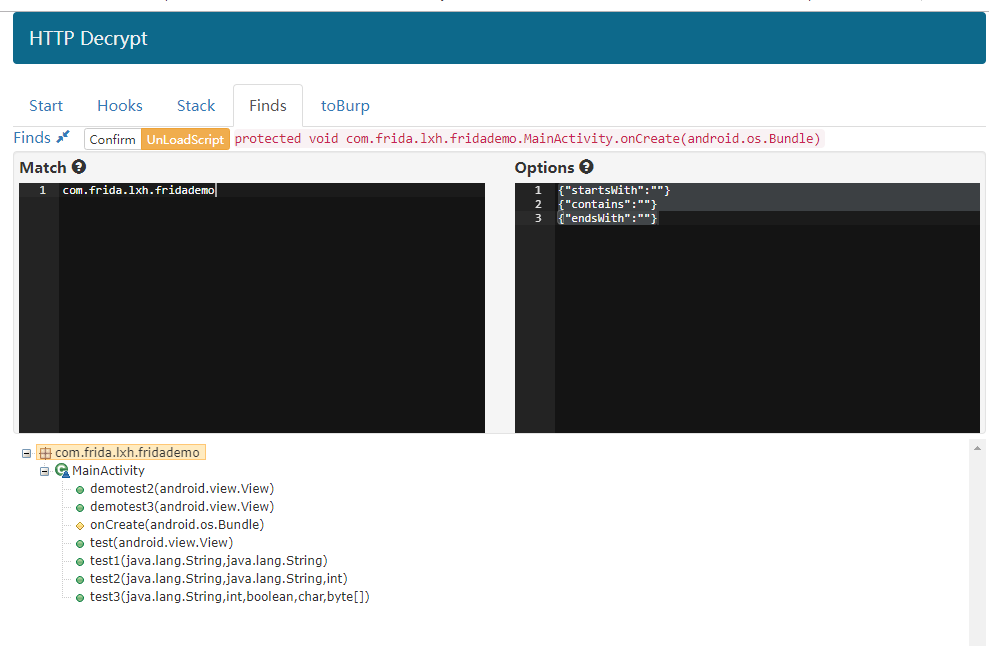 HTTP Decrypt
Start Hooks Stack Finds toBurp
Finds Confirm UnLoadScript protected void com.frida.lxh.fridademo.MainActivity.onCreate(android.os.Bundle)
Match Options
1 com.frida.lxh.fridademo
1 {"startsWith":""}
2 {"contains":""}
3 {"endsWith":""}
com.frida.lxh.fridademo
MainActivity
demotest2(android.view.View)
demotest3(android.view.View)
onCreate(android.os.Bundle)
test(android.view.View)
test1(java.lang.String,java.lang.String)
test2(java.lang.String,java.lang.String,int)
test3(java.lang.String,int,boolean,char,byte[])